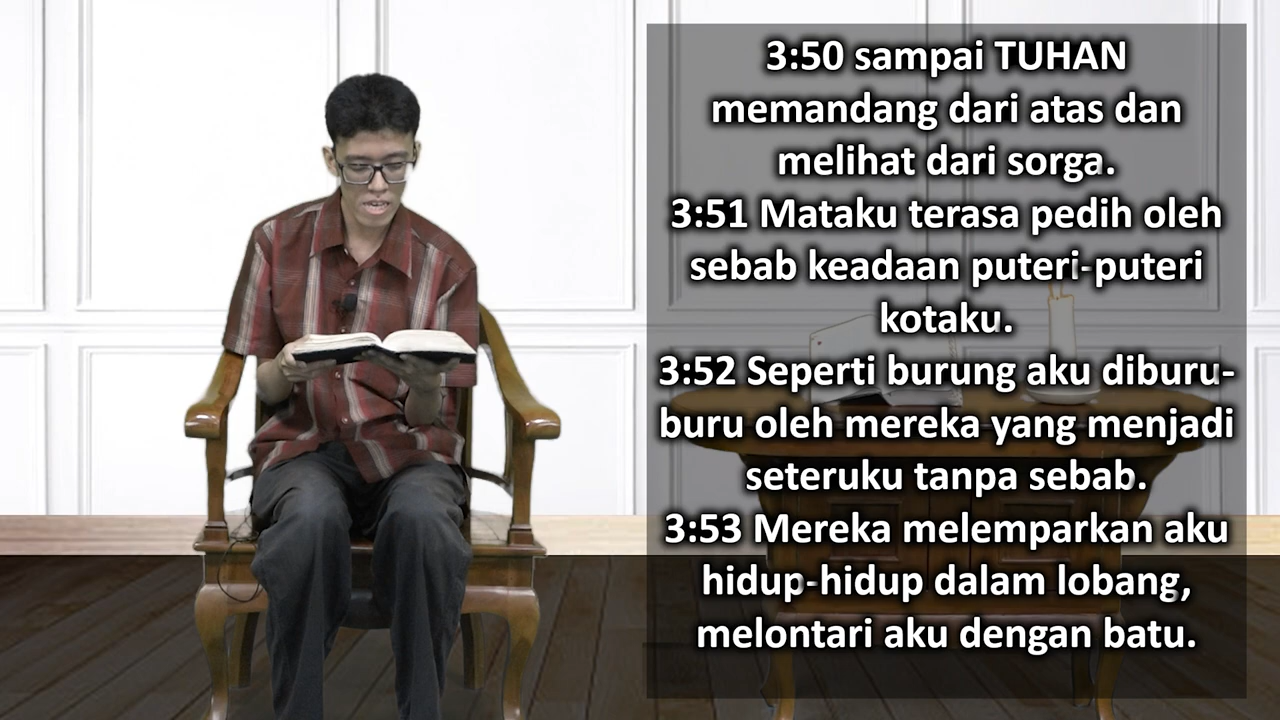 3:50 sampai TUHAN
memandang dari atas dan
melihat dari sorga.
3:51 Mataku terasa pedih oleh
sebab keadaan puteri-puteri
kotaku.
3:52 Seperti burung aku diburu-
buru oleh mereka yang menjadi
seteruku tanpa sebab.
3:53 Mereka melemparkan aku
hidup-hidup dalam lobang,
melontari aku dengan batu.